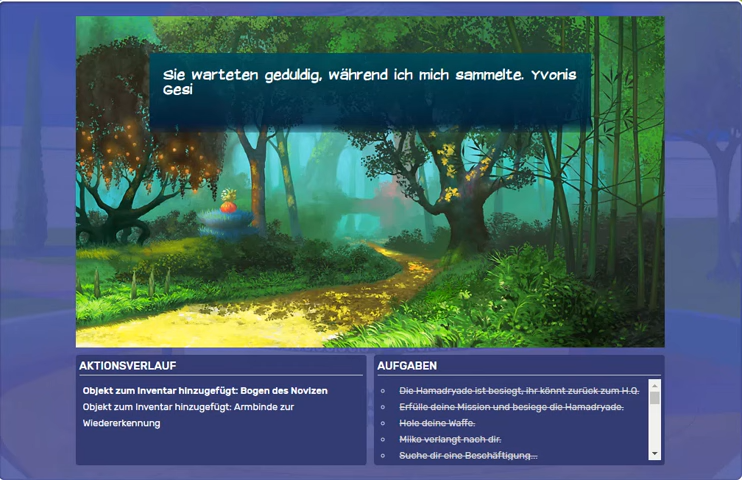 Sie warteten geduldig, während ich mich sammelte. Yvonis
Gesi
AKTIONSVERLAUF
Objekt zum Inventar hinzugefügt: Bogen des Novizen
Objekt zum Inventar hinzugefügt: Armbinde zur
Wiedererkennung
AUFGABEN
Die Hamadryade ist besiegt, ihr könnt zurück zum H.Q.
Erfülle deine Mission und besiege die Hamadryade.
Hole deine Waffe.
Miiko verlangt nach dir.
Suche dir eine Beschäftigung...